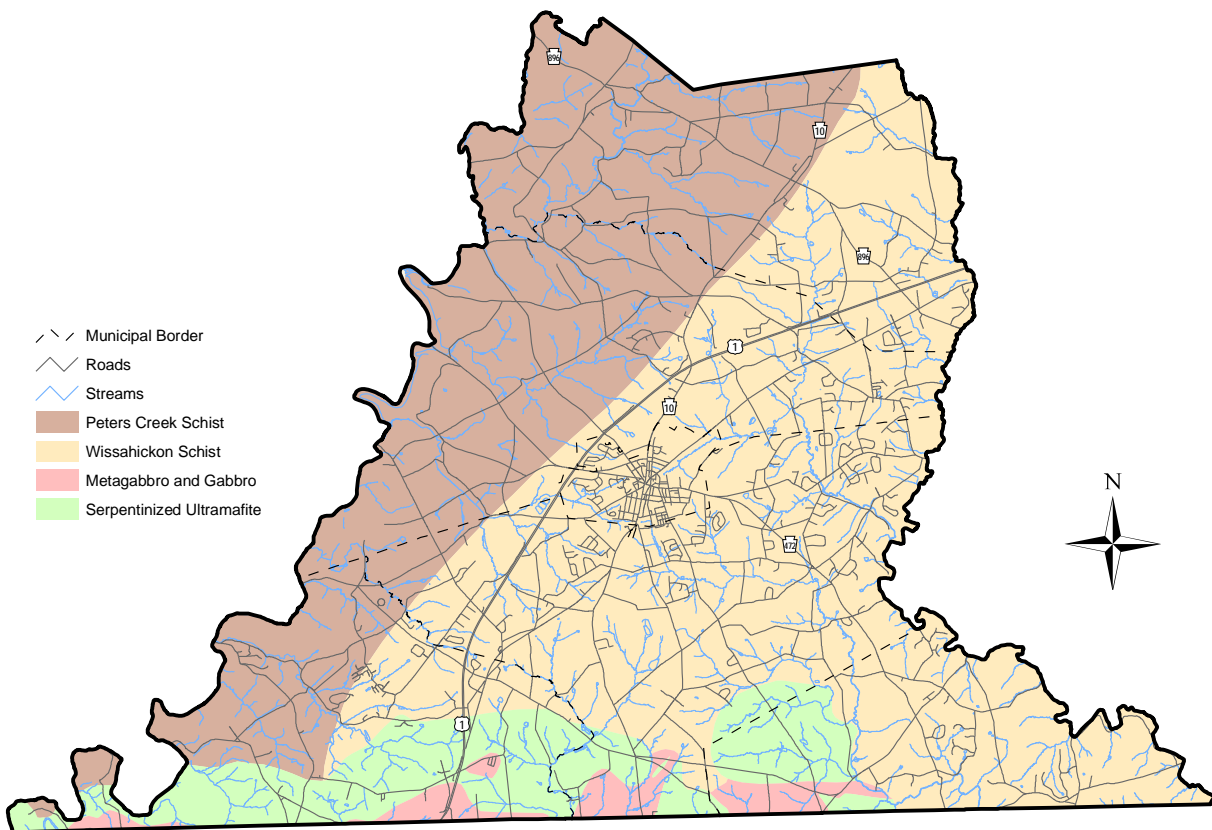 896
10
896
1
Municipal Border
Roads
Streams
10
Peters Creek Schist
Wissahickon Schist
Metagabbro and Gabbro
N
Serpentinized Ultramafite
472
1